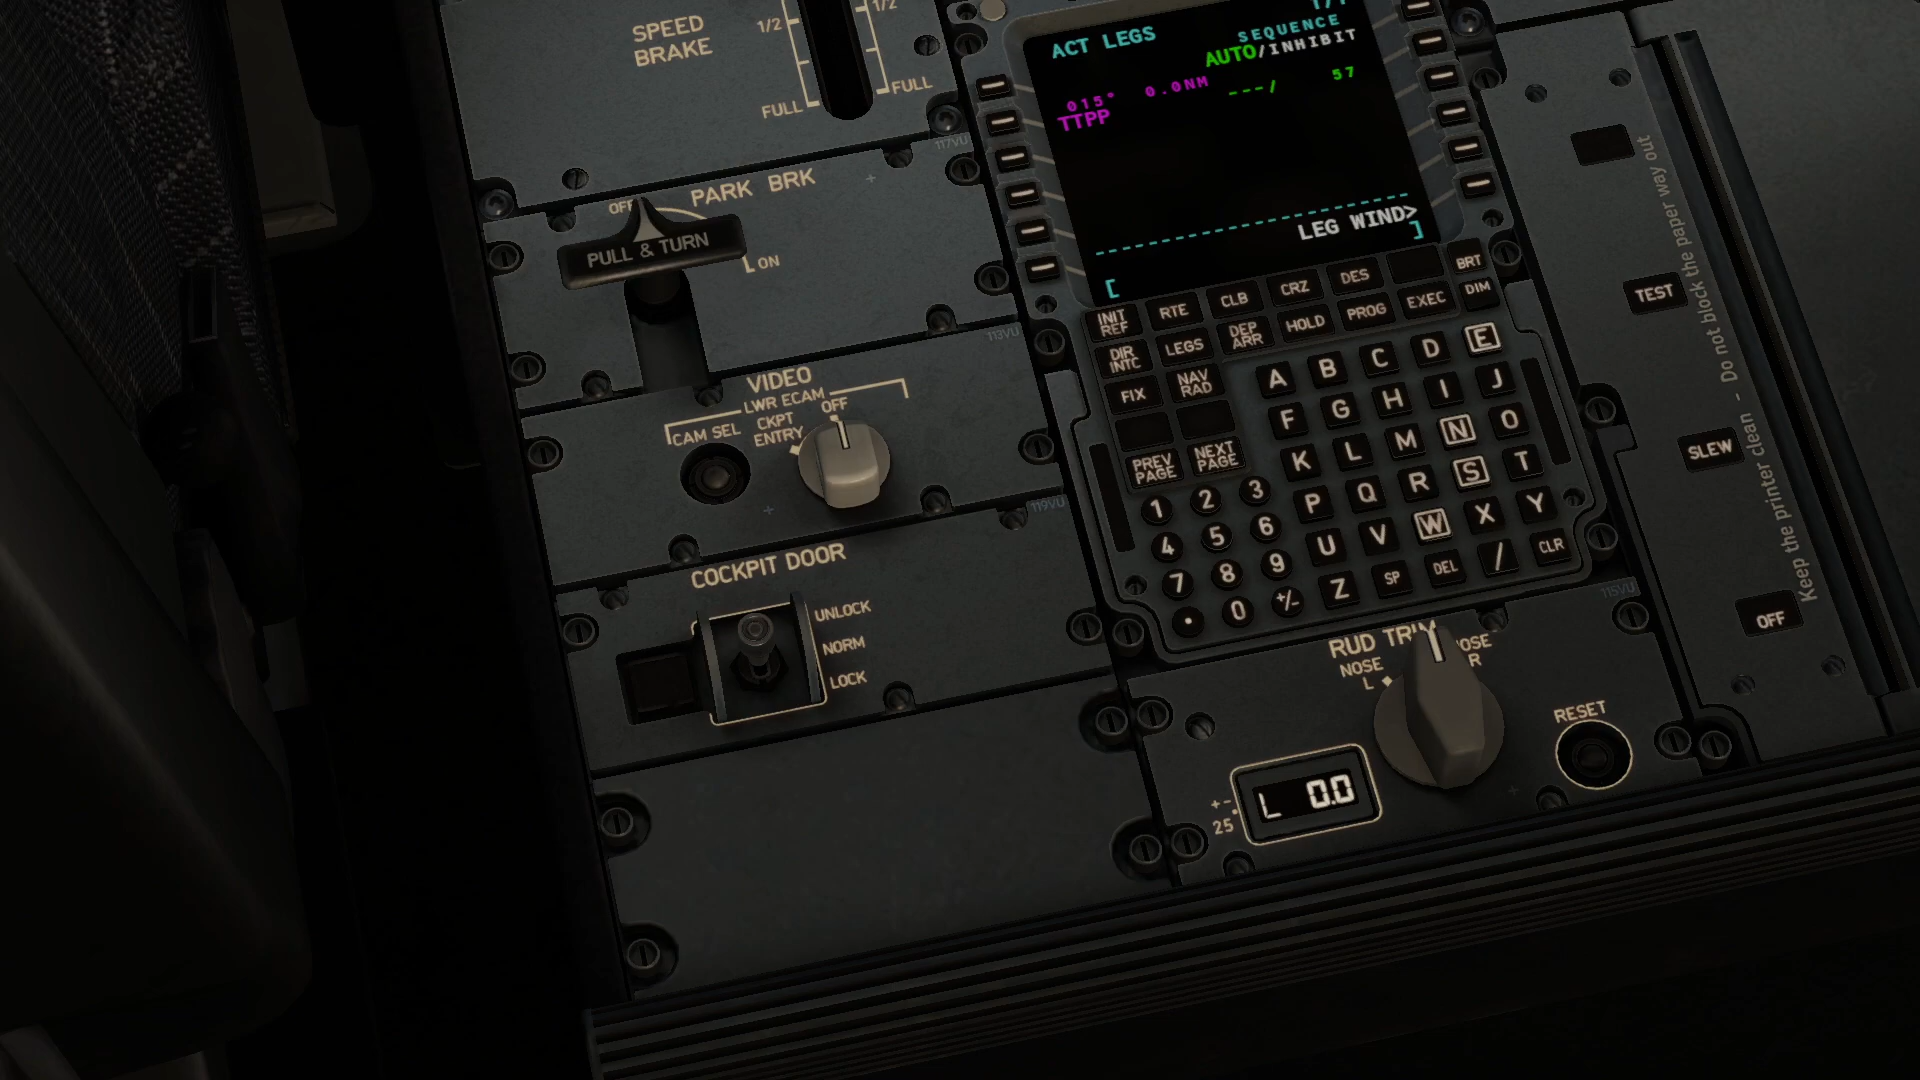 SPEED
BRAKE
1/2
1/2
FULL
FULL
117VU
PARK BRK
OFF
PULL & TURN
ON
113VU
VIDEO
LWR ECAM
OFF
CAM SEL
CKPT
ENTRY
119VU
COCKPIT DOOR
UNLOCK
NORM
LOCK
ACT LEGS
SEQUENCE
AUTO/INHIBIT
015° 0.0NM
TTPP
---/ 57
LEG WIND>
[ ]
INIT
REF
RTE
CLB
CRZ
DES
BRT
DIR
INTC
LEGS
DEP
ARR
HOLD
PROG
EXEC
DIM
FIX
NAV
RAD
PREV
PAGE
NEXT
PAGE
A B C D E
F G H I J
K L M N O
P Q R S T
U V W X Y
Z SP DEL / CLR
1 2 3
4 5 6
7 8 9
. 0 +/-
115VU
RUD TRIM
NOSE
L
NOSE
R
RESET
L 0.0
+-
25
TEST
SLEW
OFF
Keep the printer clean - Do not block the paper way out